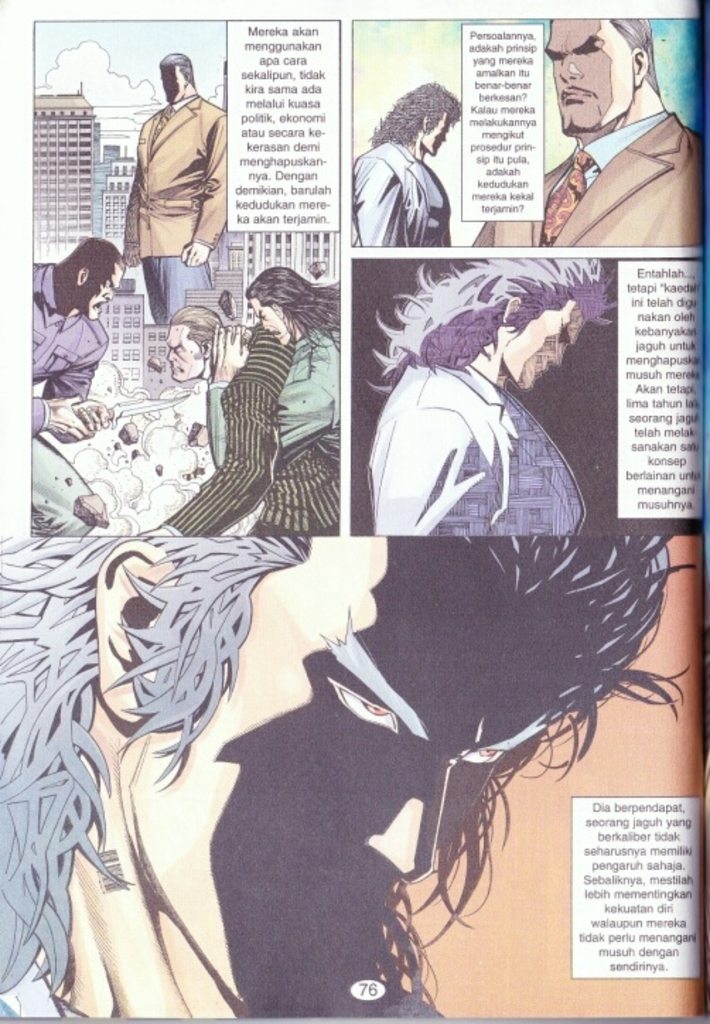 Mereka akan
menggunakan
apa cara
sekalipun, tidak
kira sama ada
melalui kuasa
politik, ekonomi
atau secara ke-
kerasan demi
menghapuskan-
nya. Dengan
demikian, barulah
kedudukan mere-
ka akan terjamin.
Persoalannya,
adakah prinsip
yang mereka
amalkan itu
benar-benar
berkesan?
Kalau mereka
melakukannya
mengikut
prosedur prin-
sip itu pula,
adakah
kedudukan
mereka kekal
terjamin?
Entahlah...,
tetapi "kaedah
ini telah digu
nakan oleh
kebanyakan
jaguh untuk
menghapuska
musuh mereka
Akan tetapi,
lima tahun la
seorang jaguh
telah melak
sanakan satu
konsep
berlainan untu
menangani
musuhnya.
Dia berpendapat,
seorang jaguh yang
berkaliber tidak
seharusnya memiliki
pengaruh sahaja.
Sebaliknya, mestilah
lebih mementingkan
kekuatan diri
walaupun mereka
tidak perlu menangani
musuh dengan
sendirinya.
76